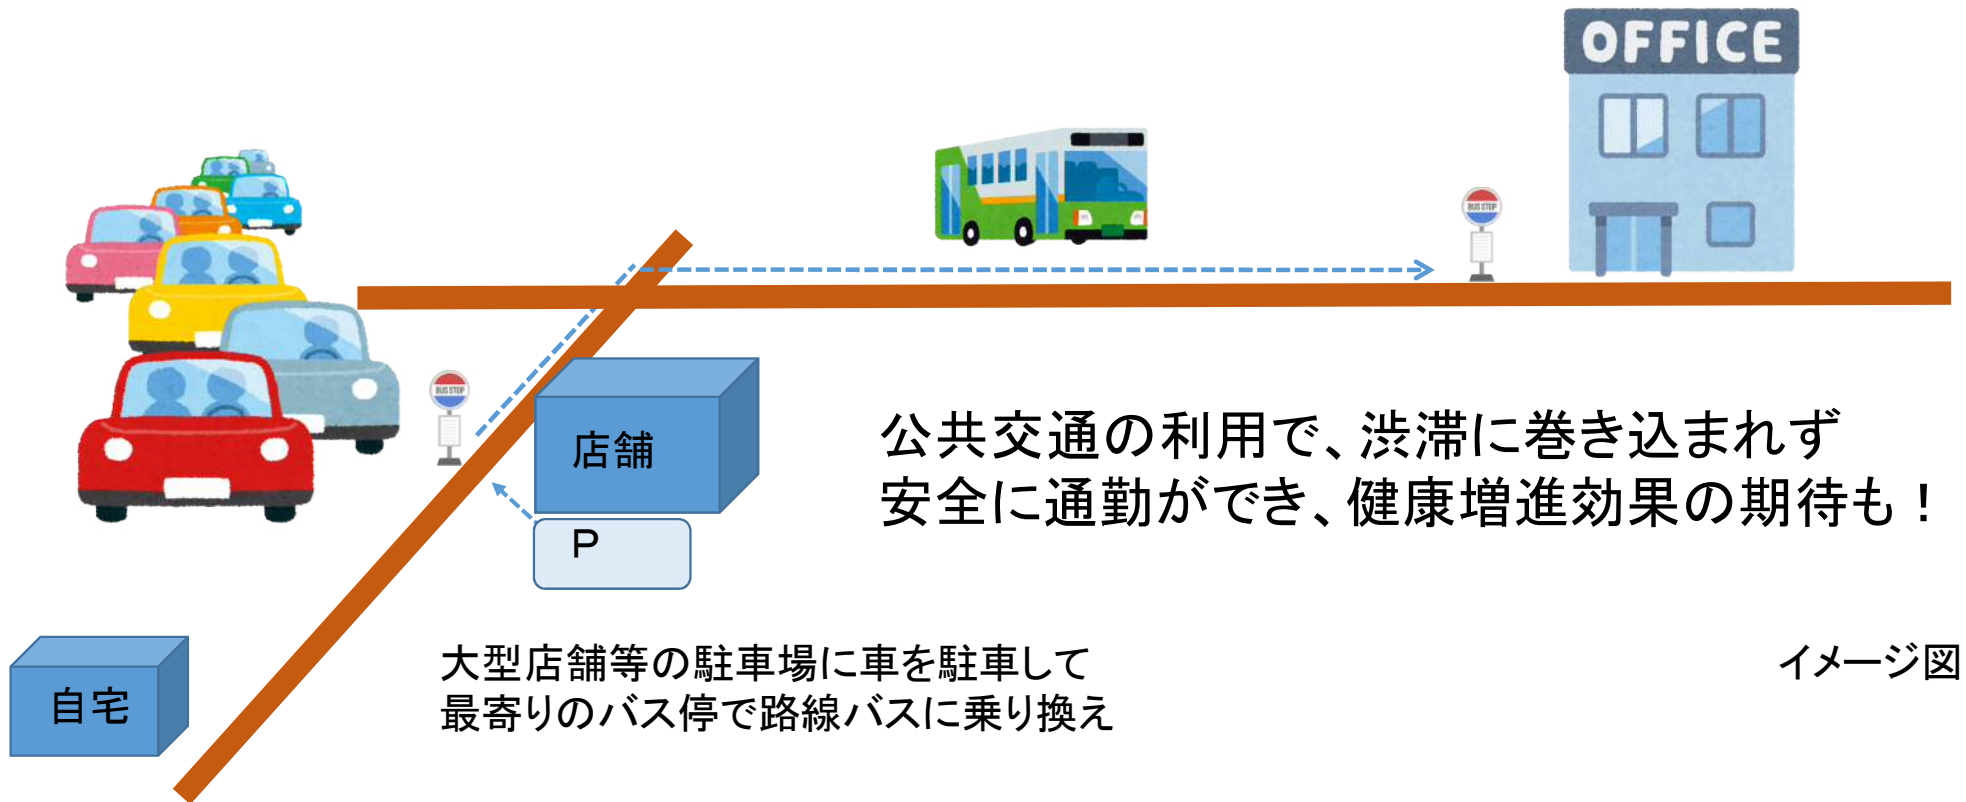 OFFICE
BUS STOP
BUS STOP
店舗
公共交通の利用で、渋滞に巻き込まれず
安全に通勤ができ、健康増進効果の期待も！
P
大型店舗等の駐車場に車を駐車して
最寄りのバス停で路線バスに乗り換え
イメージ図
自宅